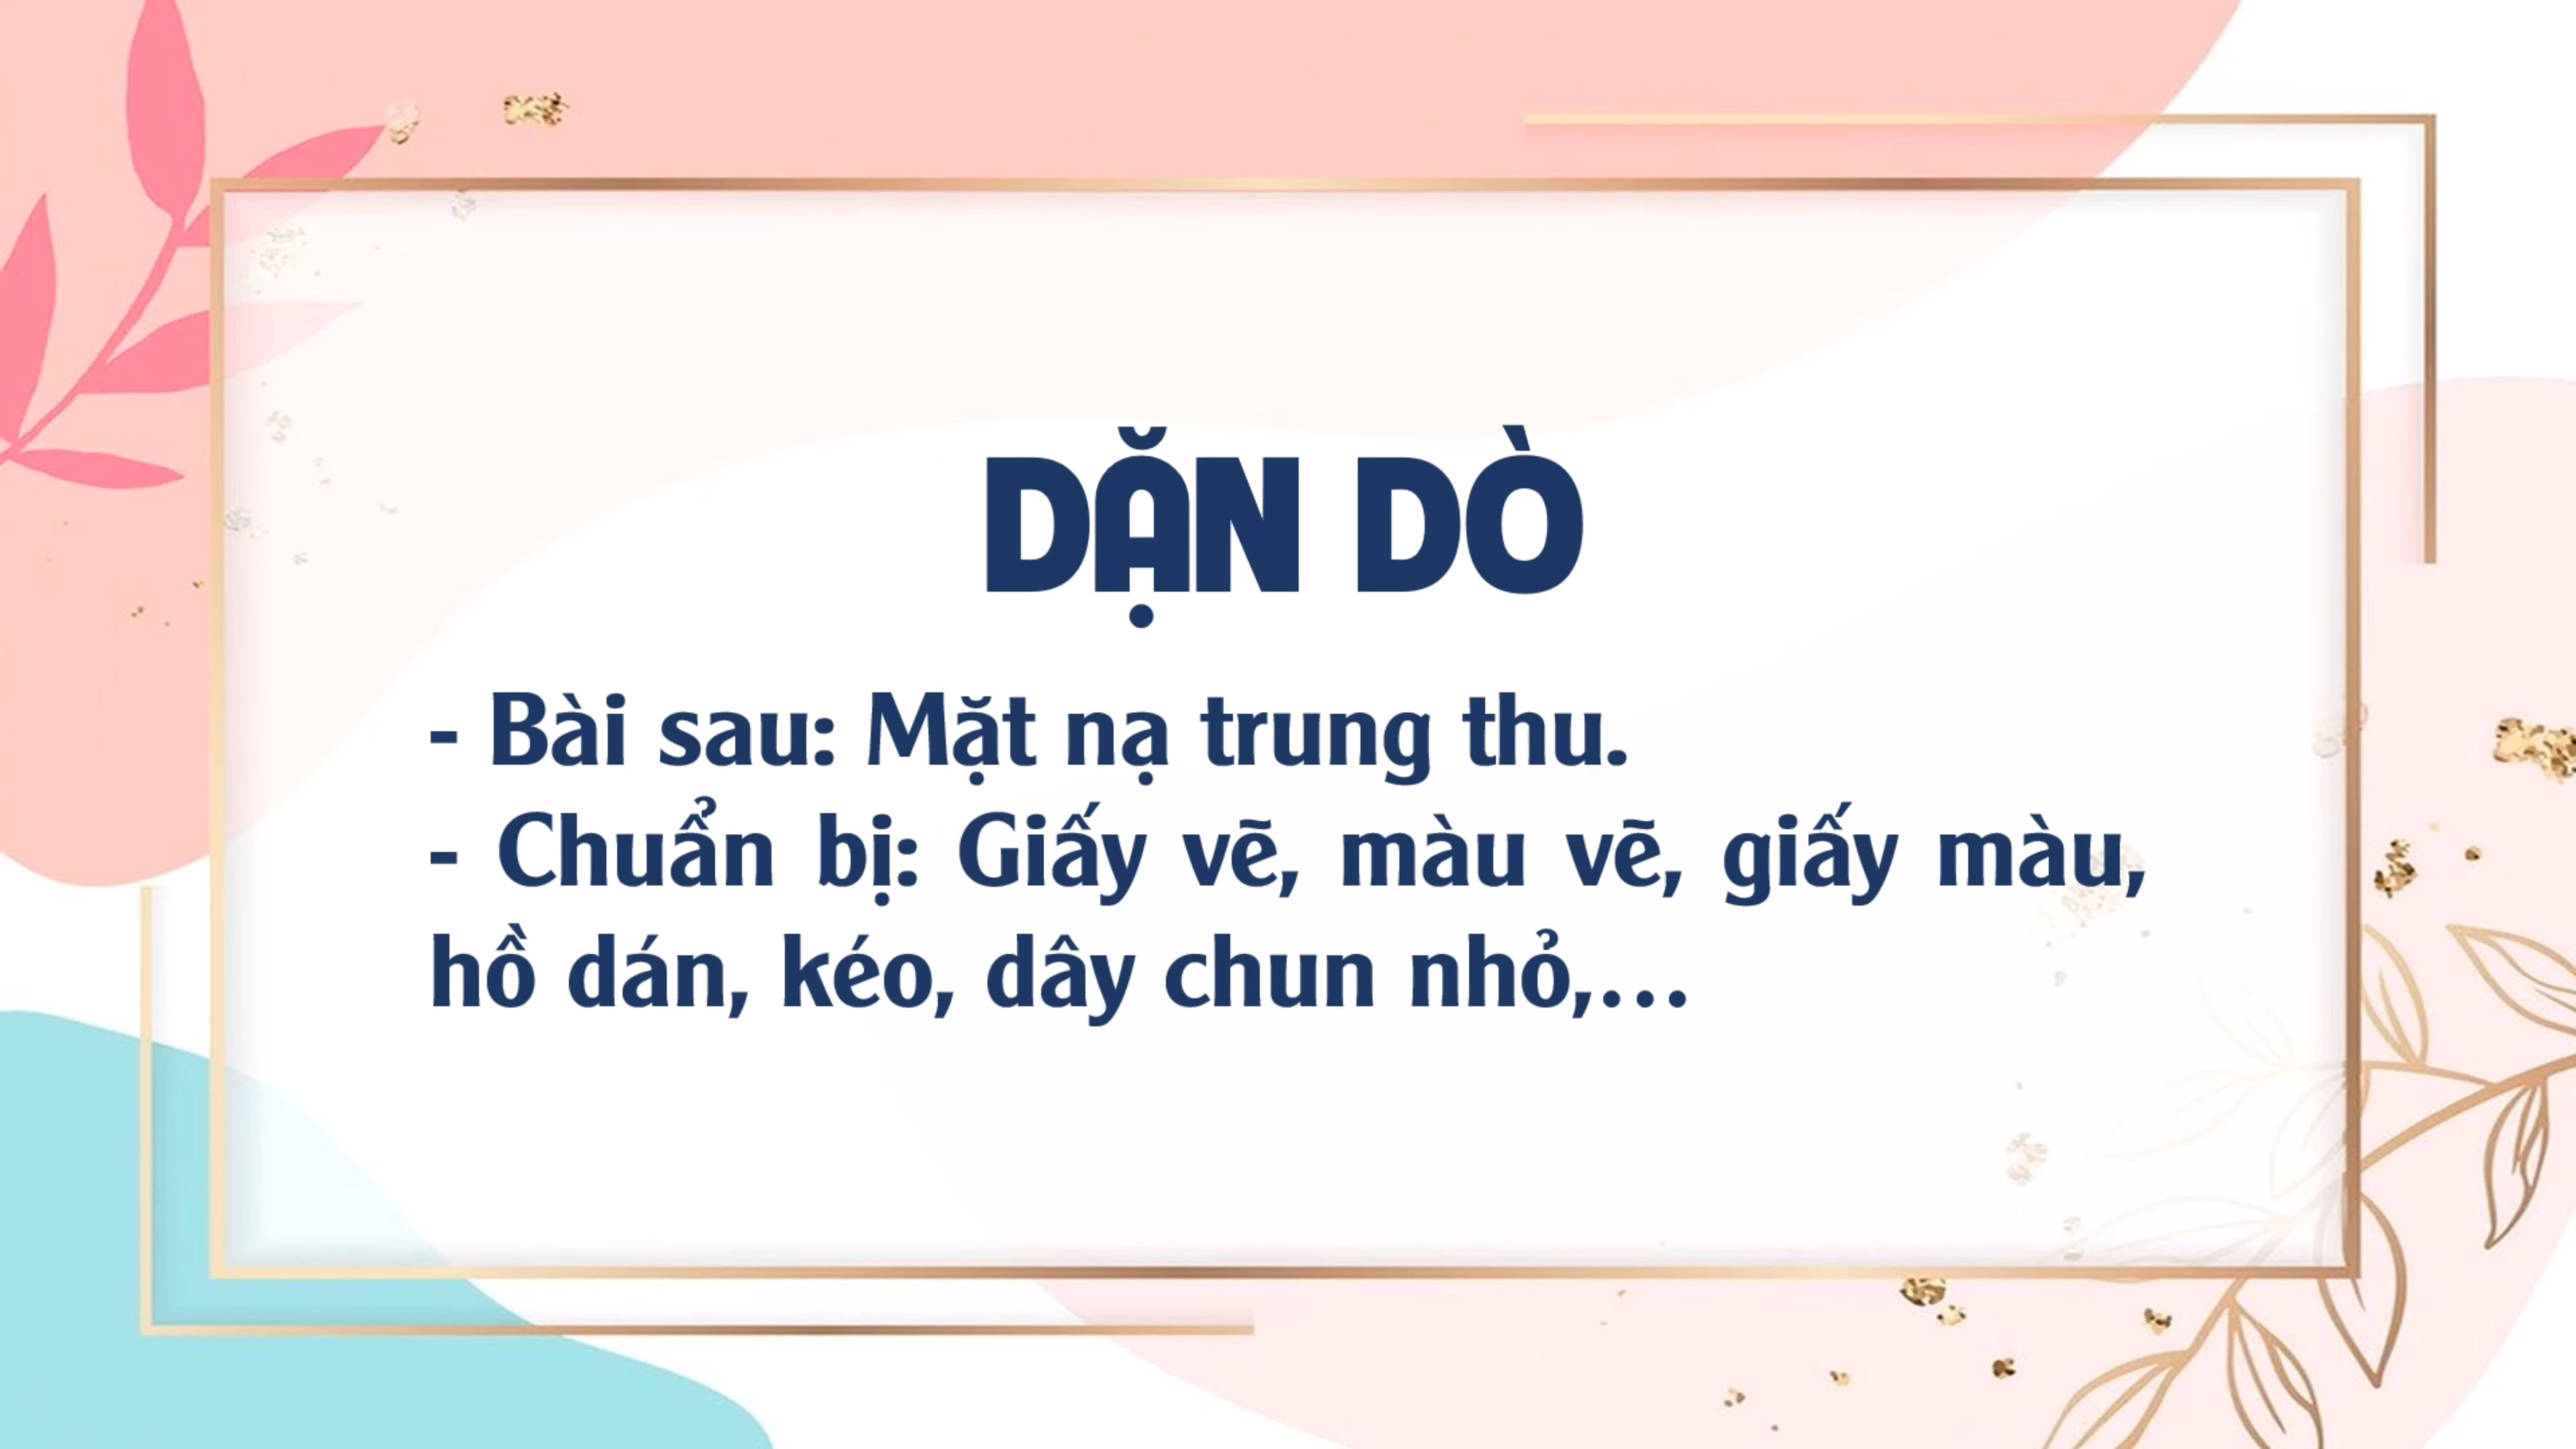 DẶN DÒ
- Bài sau: Mặt nạ trung thu.
- Chuẩn bị: Giấy vẽ, màu vẽ, giấy màu,
hồ dán, kéo, dây chun nhỏ,...